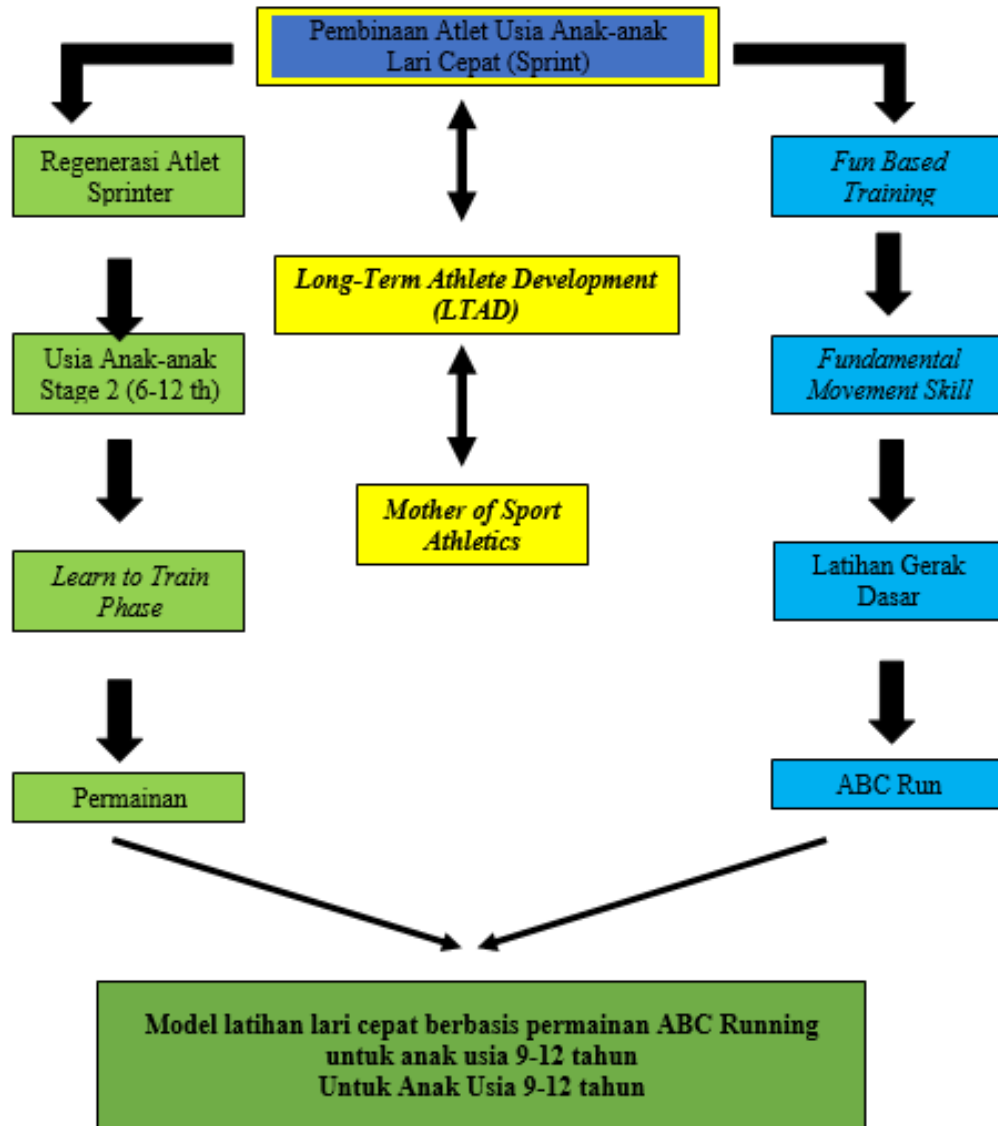 Pembinaan Atlet Usia Anak-anak
Lari Cepat (Sprint)
Regenerasi Atlet
Sprinter
Fun Based
Training
Long-Term Athlete Development
(LTAD)
Usia Anak-anak
Stage 2 (6-12 th)
Fundamental
Movement Skill
Mother of Sport
Athletics
Learn to Train
Phase
Latihan Gerak
Dasar
Permainan
ABC Run
Model latihan lari cepat berbasis permainan ABC Running
untuk anak usia 9-12 tahun
Untuk Anak Usia 9-12 tahun